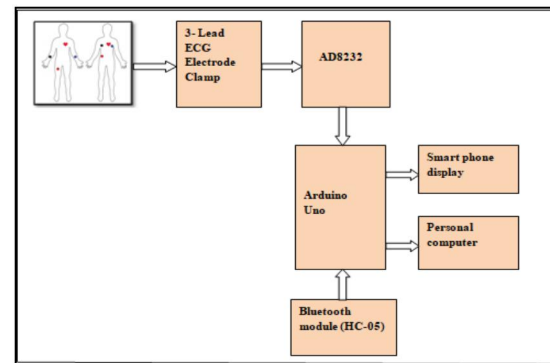 3- Lead
ECG
Electrode
Clamp
AD8232
Arduino
Uno
Smart phone
display
Personal
computer
Bluetooth
module (HC-05)